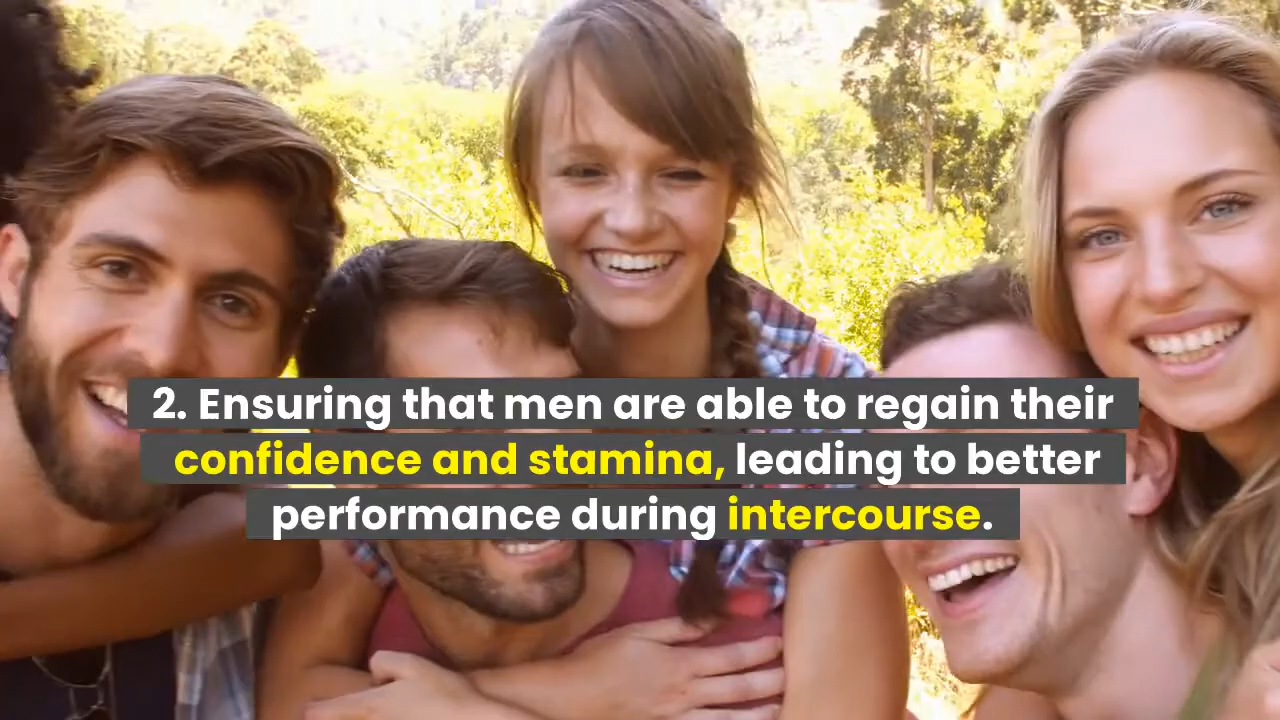 2. Ensuring that men are able to regain their
confidence and stamina, leading to better
performance during intercourse.